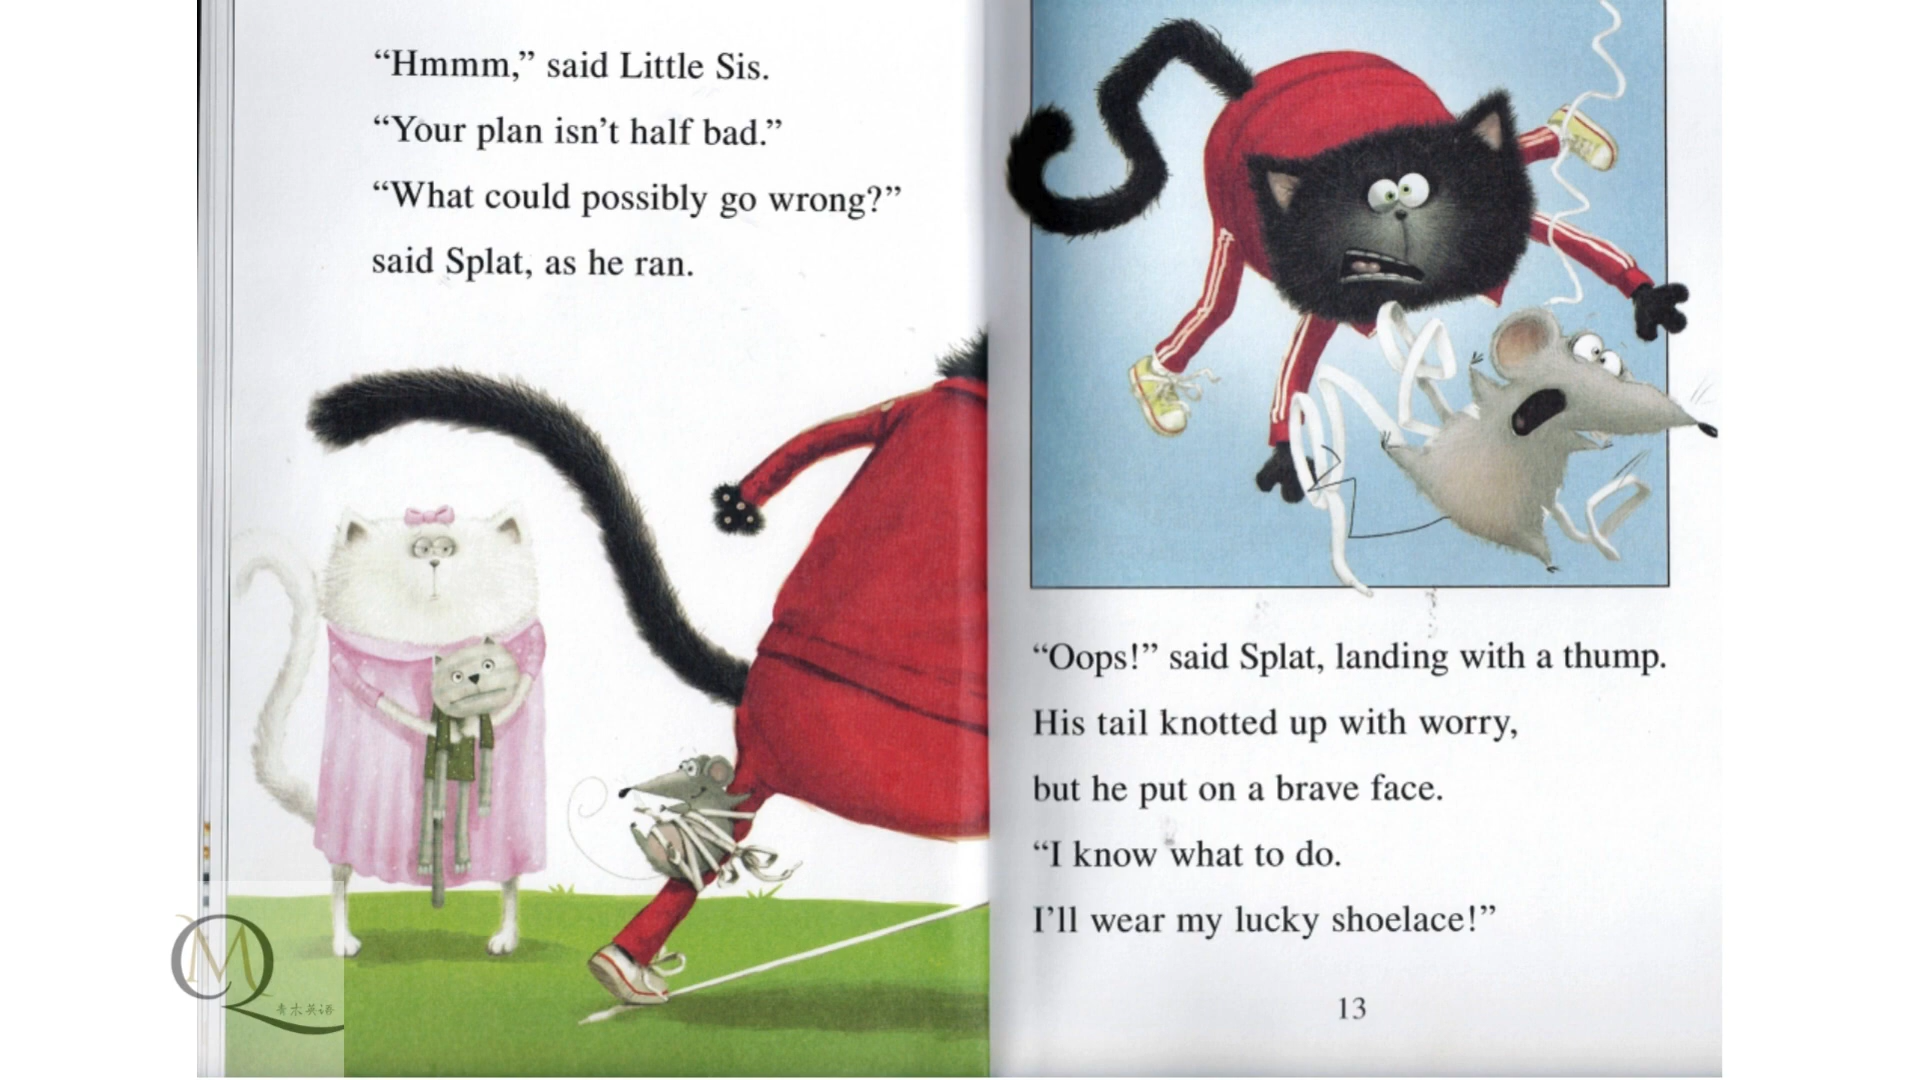 “Hmmm,” said Little Sis.
“Your plan isn’t half bad.”
“What could possibly go wrong?”
said Splat, as he ran.
“Oops!” said Splat, landing with a thump.
His tail knotted up with worry,
but he put on a brave face.
“I know what to do.
I’ll wear my lucky shoelace!”
13
QM
青木英语